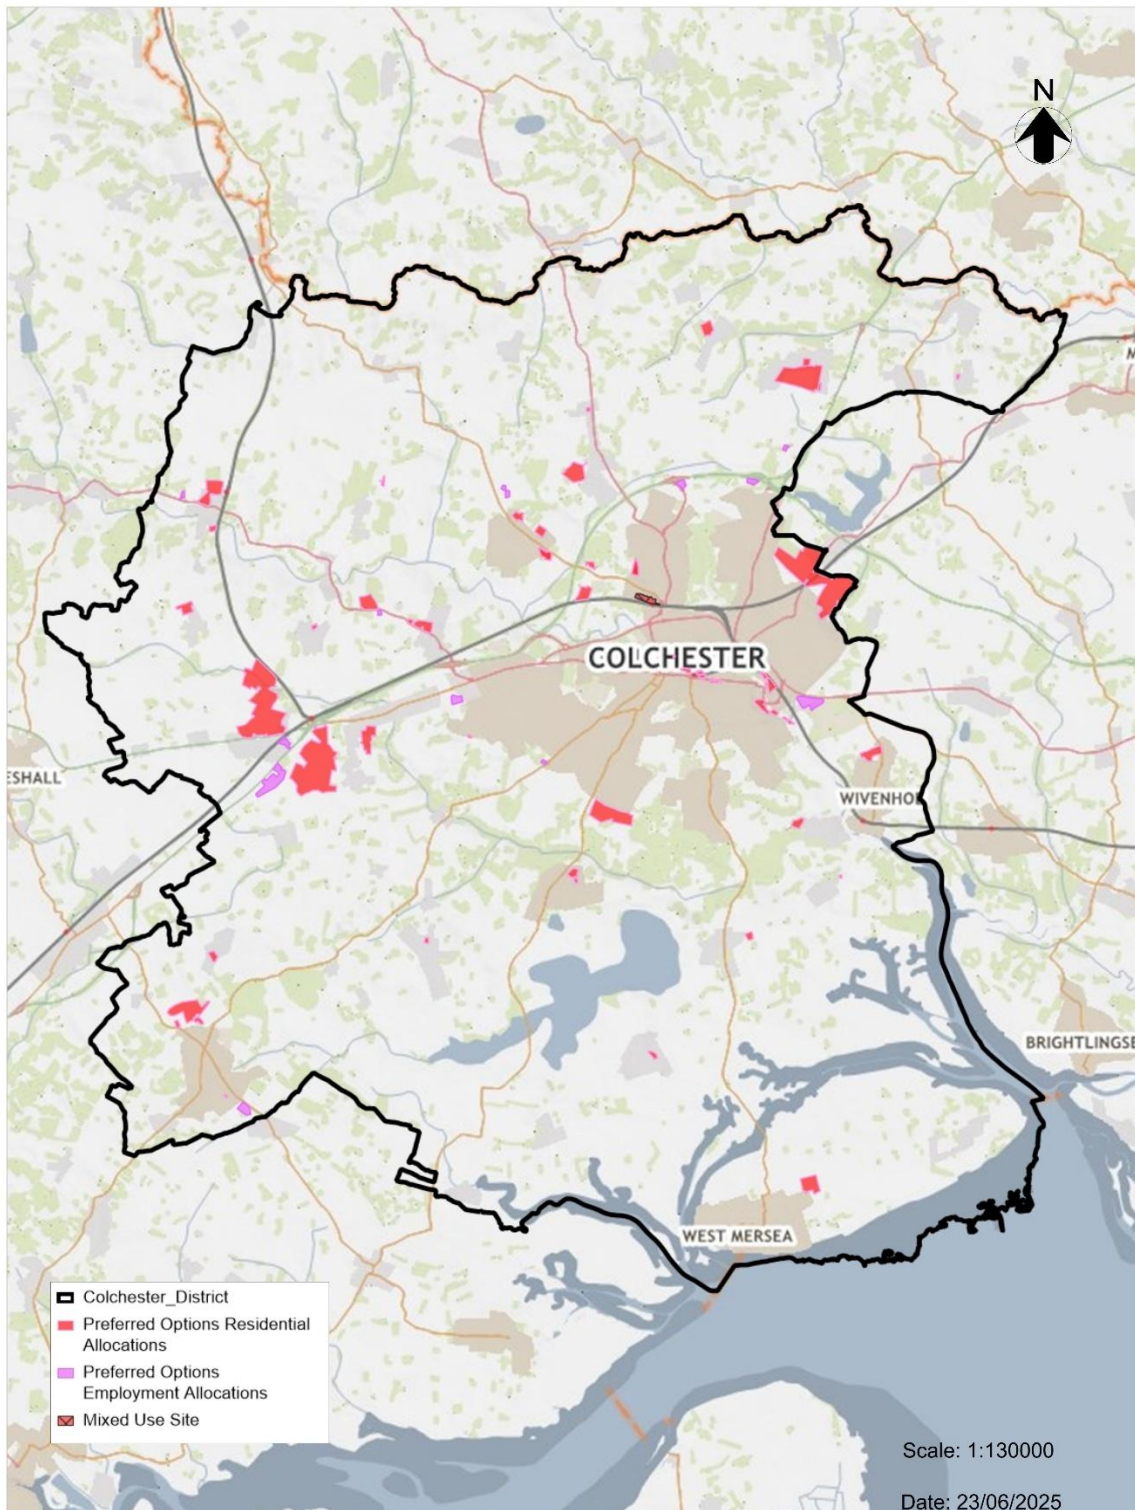 N
M
COLCHESTER
ESHALL
WIVENHO
BRIGHTLINGSE
WEST MERSEA
Colchester_District
Preferred Options Residential
Allocations
Preferred Options
Employment Allocations
Mixed Use Site
Scale: 1:130000
Date: 23/06/2025